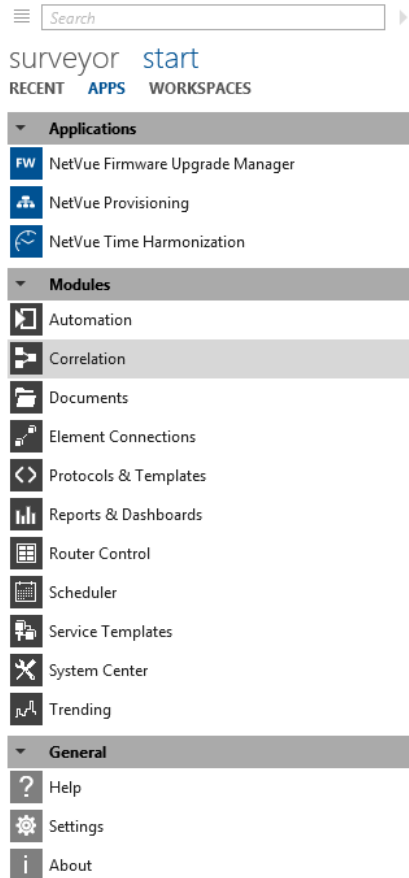 Search
surveyor start
RECENT APPS WORKSPACES
Applications
FW NetVue Firmware Upgrade Manager
NetVue Provisioning
NetVue Time Harmonization
Modules
Automation
Correlation
Documents
Element Connections
Protocols & Templates
Reports & Dashboards
Router Control
Scheduler
Service Templates
System Center
Trending
General
? Help
Settings
i About